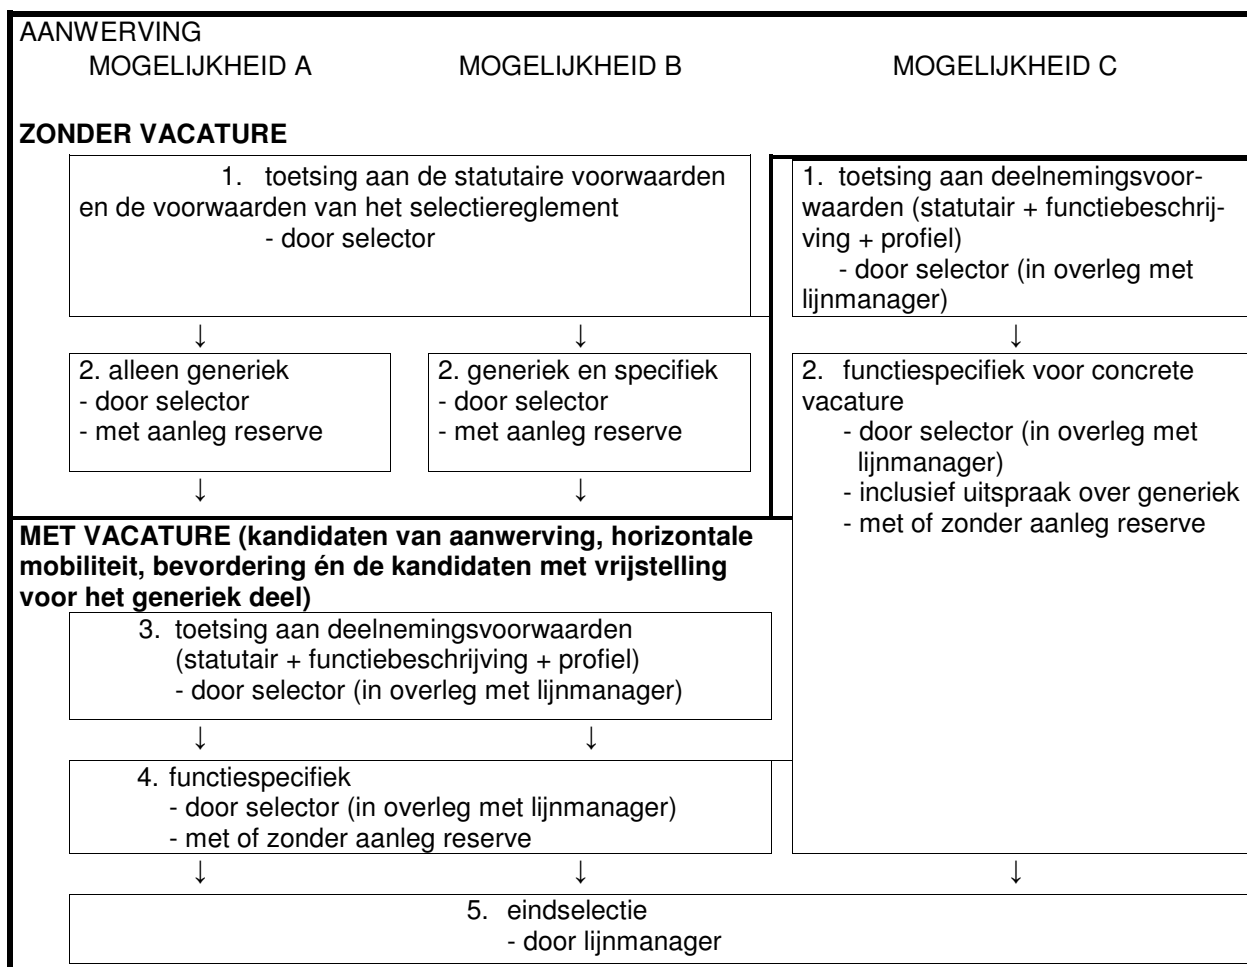 AANWERVING
MOGELIJKHEID A
MOGELIJKHEID B
MOGELIJKHEID C
ZONDER VACATURE
1. toetsing aan de statutaire voorwaarden
en de voorwaarden van het selectiereglement
- door selector
1. toetsing aan deelnemingsvoor-
waarden (statutair + functiebeschrij-
ving + profiel)
- door selector (in overleg met
lijnmanager)
↓
↓
↓
2. alleen generiek
- door selector
- met aanleg reserve
2. generiek en specifiek
- door selector
- met aanleg reserve
2. functiespecifiek voor concrete
vacature
- door selector (in overleg met
lijnmanager)
- inclusief uitspraak over generiek
- met of zonder aanleg reserve
↓
↓
MET VACATURE (kandidaten van aanwerving, horizontale
mobiliteit, bevordering én de kandidaten met vrijstelling
voor het generiek deel)
3. toetsing aan deelnemingsvoorwaarden
(statutair + functiebeschrijving + profiel)
- door selector (in overleg met lijnmanager)
↓
↓
4. functiespecifiek
- door selector (in overleg met lijnmanager)
- met of zonder aanleg reserve
↓
↓
↓
5. eindselectie
- door lijnmanager